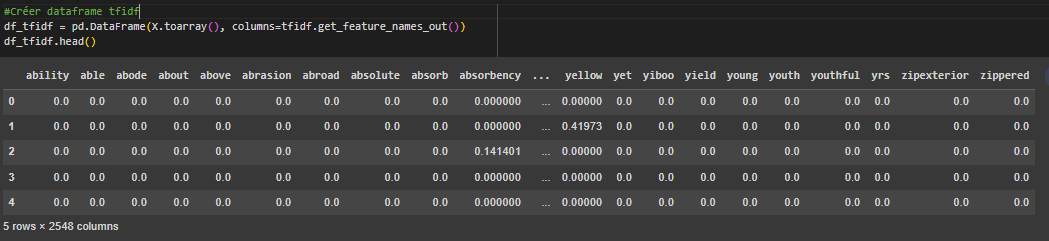 #Créer dataframe tfidf
df_tfidf = pd.DataFrame(X.toarray(), columns=tfidf.get_feature_names_out())
df_tfidf.head()
ability able abode about above abrasion abroad absolute absorb absorbency ... yellow yet yiboo yield young youth youthful yrs zipexterior zippered
0 0.0 0.0 0.0 0.0 0.0 0.0 0.0 0.0 0.0 0.000000 ... 0.00000 0.0 0.0 0.0 0.0 0.0 0.0 0.0 0.0 0.0
1 0.0 0.0 0.0 0.0 0.0 0.0 0.0 0.0 0.0 0.000000 ... 0.41973 0.0 0.0 0.0 0.0 0.0 0.0 0.0 0.0 0.0
2 0.0 0.0 0.0 0.0 0.0 0.0 0.0 0.0 0.0 0.141401 ... 0.00000 0.0 0.0 0.0 0.0 0.0 0.0 0.0 0.0 0.0
3 0.0 0.0 0.0 0.0 0.0 0.0 0.0 0.0 0.0 0.000000 ... 0.00000 0.0 0.0 0.0 0.0 0.0 0.0 0.0 0.0 0.0
4 0.0 0.0 0.0 0.0 0.0 0.0 0.0 0.0 0.0 0.000000 ... 0.00000 0.0 0.0 0.0 0.0 0.0 0.0 0.0 0.0 0.0
5 rows × 2548 columns